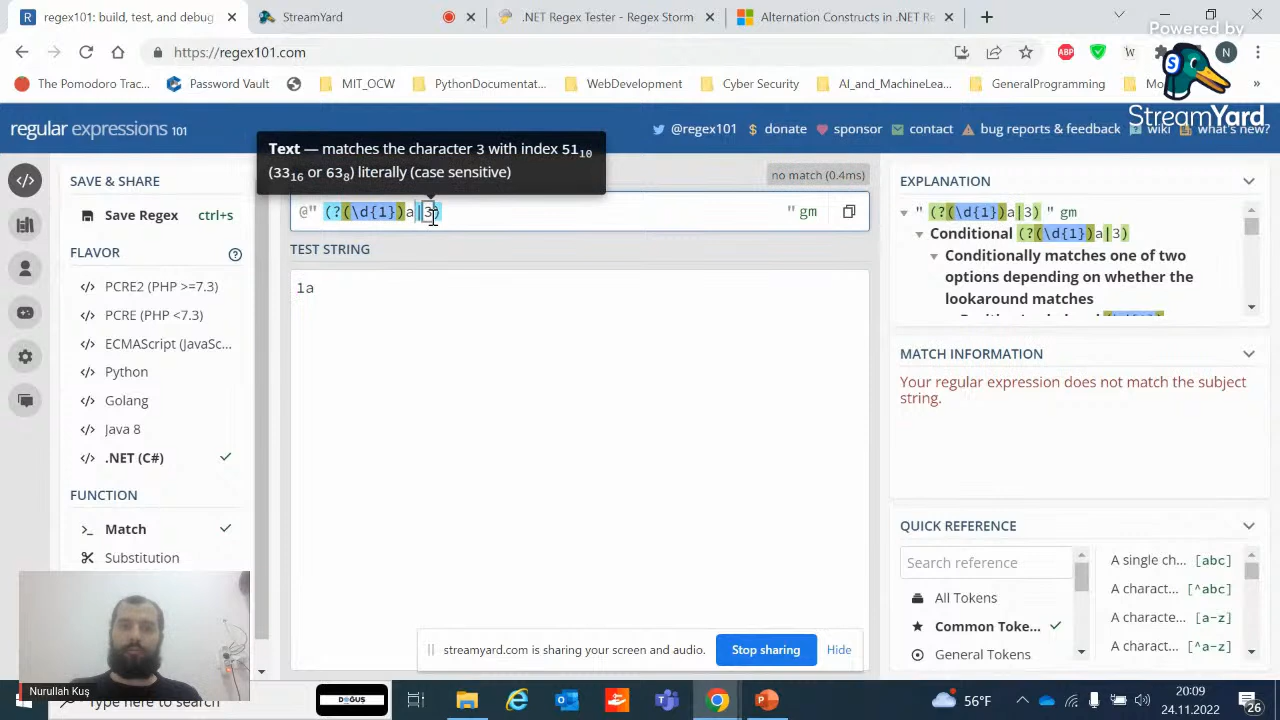 build, test, and debug
StreamYard
.NET Regex Tester - Regex Storm
Alternation Constructs in .NET Re
https://regex101.com
ABP
W
N
Powered by
StreamYard
The Pomodoro Trac...
Password Vault
MIT_OCW
WebDevelopment
Cyber Security
AI_and_MachineLea...
GeneralProgramming
regular expressions 101
@regex101
donate
sponsor
contact
bug reports & feedback
wiki
what's new?
Text — matches the character 3 with index 51₁₀
(33₁₆ or 63₈) literally (case sensitive)
no match (0.4ms)
@" (?(\d{1})a|3)
" gm
TEST STRING
1a
SAVE & SHARE
Save Regex ctrl+s
FLAVOR
PCRE2 (PHP >=7.3)
PCRE (PHP <7.3)
ECMAScript (JavaSc...
Python
Golang
Java 8
.NET (C#)
FUNCTION
Match
Substitution
EXPLANATION
" (?(\d{1})a|3) " gm
Conditional (?(\d{1})a|3)
Conditionally matches one of two
options depending on whether the
lookaround matches
MATCH INFORMATION
Your regular expression does not match the subject
string.
QUICK REFERENCE
Search reference
All Tokens
Common Toke...
General Tokens
A single ch... [abc]
A charact... [^abc]
A characte... [a-z]
A charact... [^a-z]
streamyard.com is sharing your screen and audio.
Stop sharing
Hide
Nurullah Kuş
Type here to search
DOĞUŞ
56°F
20:09
24.11.2022
26